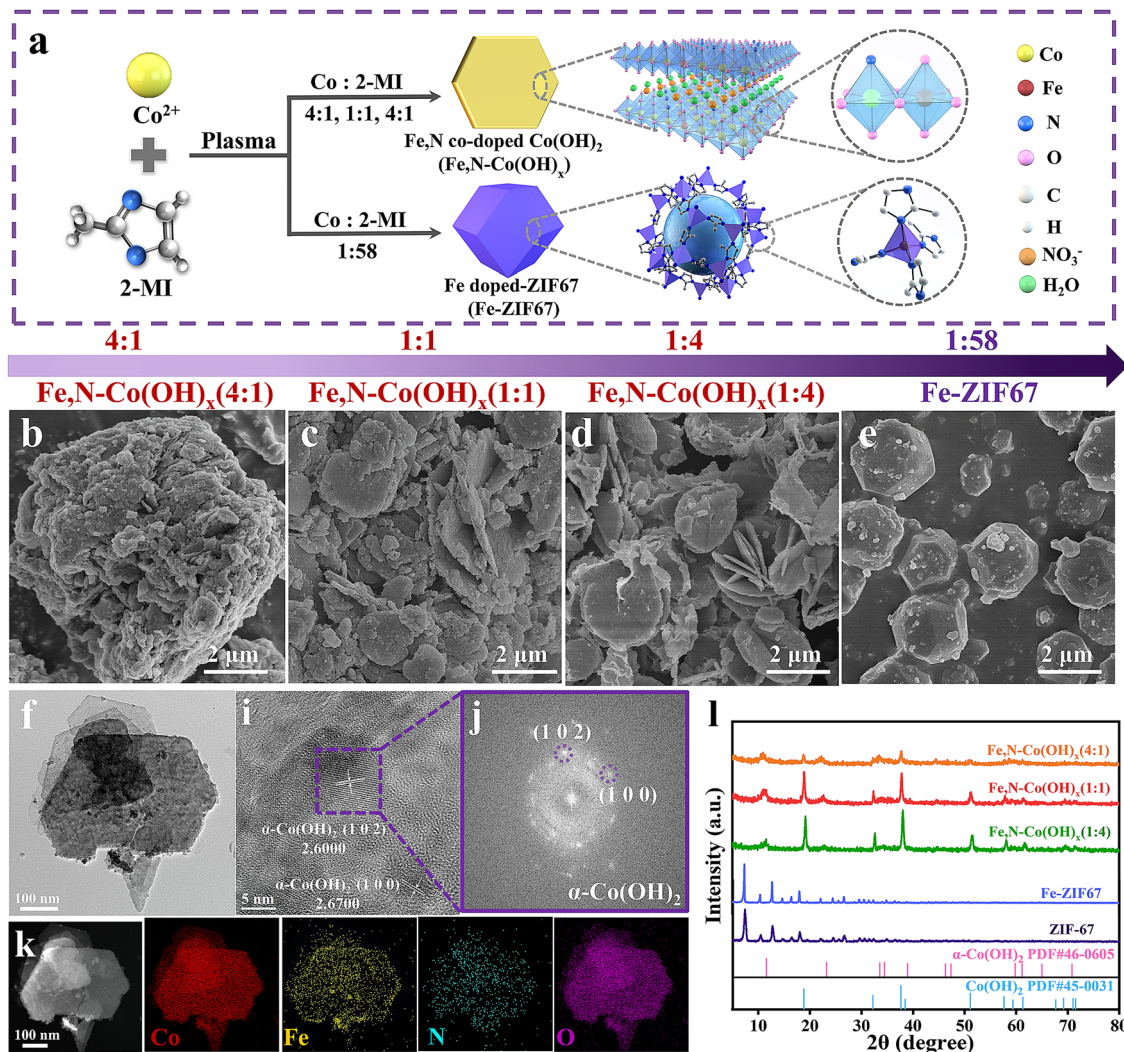 a
Co²⁺
2-MI
Plasma
Co : 2-MI
4:1, 1:1, 4:1
Fe,N co-doped Co(OH)₂
(Fe,N-Co(OH)ₓ)
Co : 2-MI
1:58
Fe doped-ZIF67
(Fe-ZIF67)
Co
Fe
N
O
C
H
NO₃⁻
H₂O
4:1
1:1
1:4
1:58
Fe,N-Co(OH)ₓ(4:1)
Fe,N-Co(OH)ₓ(1:1)
Fe,N-Co(OH)ₓ(1:4)
Fe-ZIF67
b
2 μm
c
2 μm
d
2 μm
e
2 μm
f
100 nm
i
α-Co(OH)₂ (1 0 2)
2.6000
α-Co(OH)₂ (1 0 0)
2.6700
5 nm
j
(1 0 2)
(1 0 0)
α-Co(OH)₂
k
100 nm
Co
Fe
N
O
l
Intensity (a.u.)
Fe,N-Co(OH)ₓ(4:1)
Fe,N-Co(OH)ₓ(1:1)
Fe,N-Co(OH)ₓ(1:4)
Fe-ZIF67
ZIF-67
α-Co(OH)₂ PDF#46-0605
Co(OH)₂ PDF#45-0031
10 20 30 40 50 60 70 80
2θ (degree)